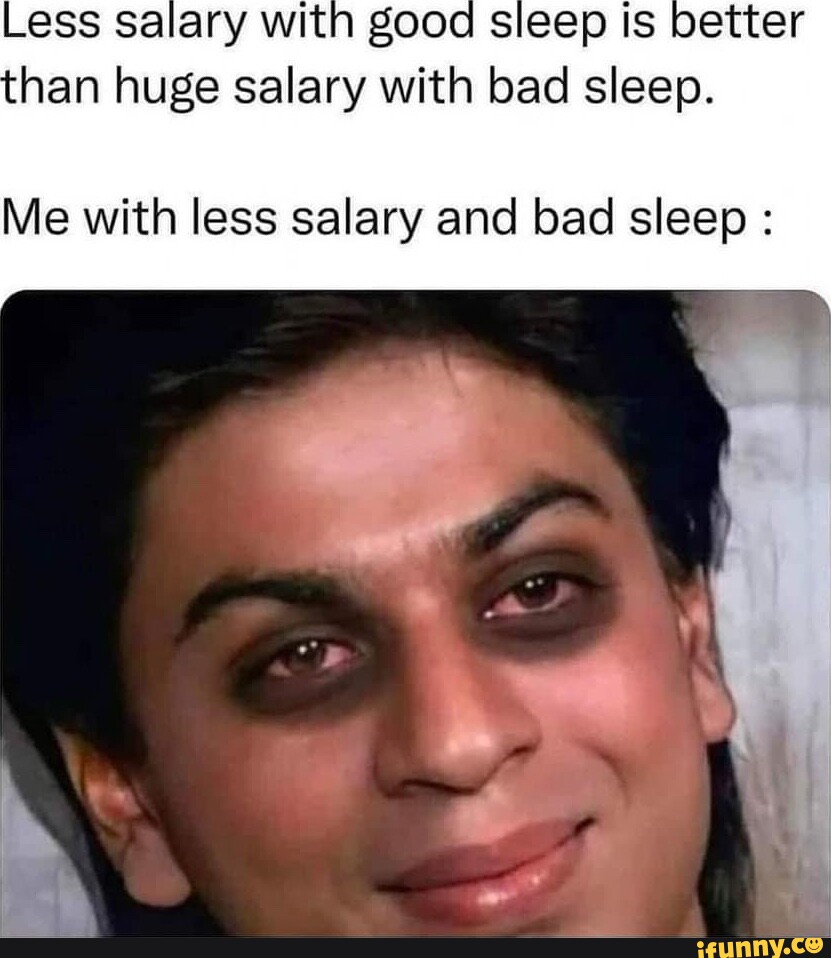 Less salary with good sleep is better
than huge salary with bad sleep.
Me with less salary and bad sleep :
ifunny.co